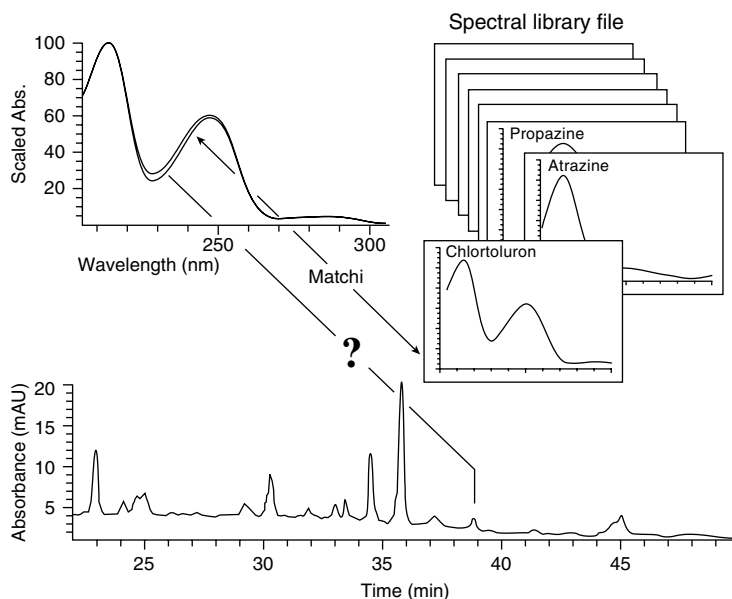 Spectral library file
100
80
60
40
20
Scaled Abs.
250
300
Wavelength (nm)
Propazine
Atrazine
Chlortoluron
Matchi
?
20
15
10
5
Absorbance (mAU)
25
30
35
40
45
Time (min)